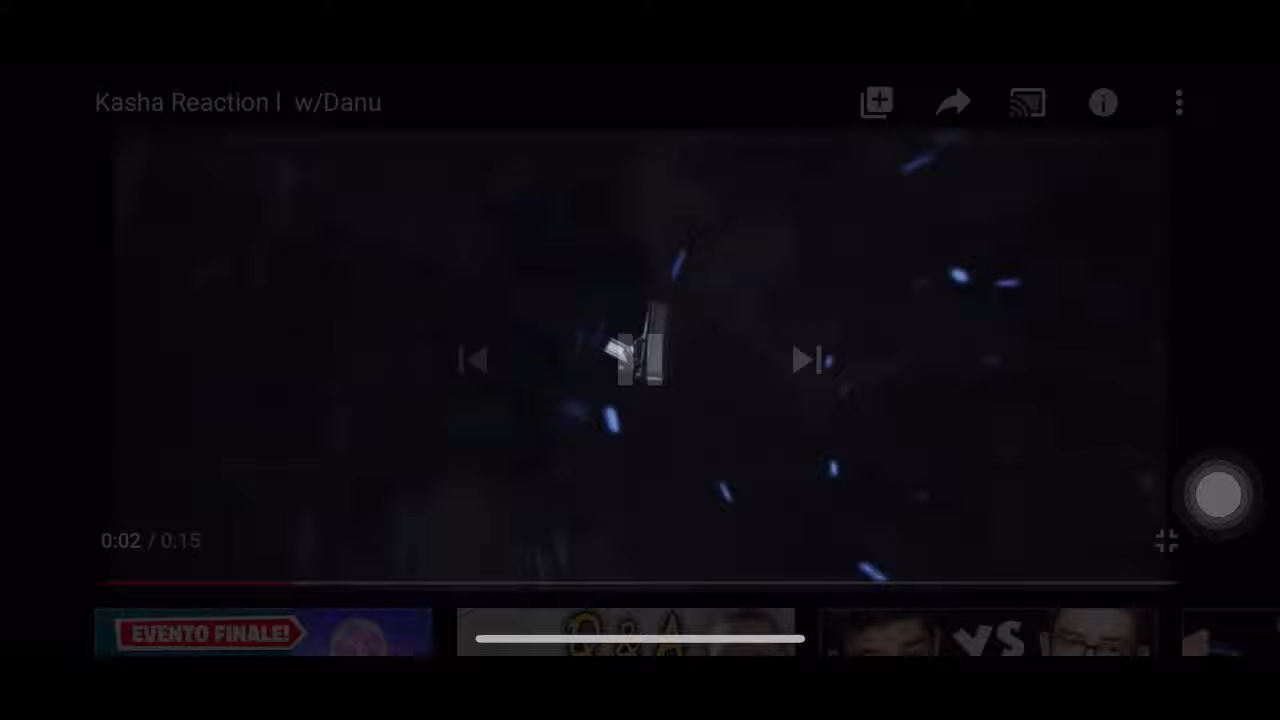 Kasha Reaction l w/Danu
0:02 / 0:15
EVENTO FINALE!
Q & A
VS